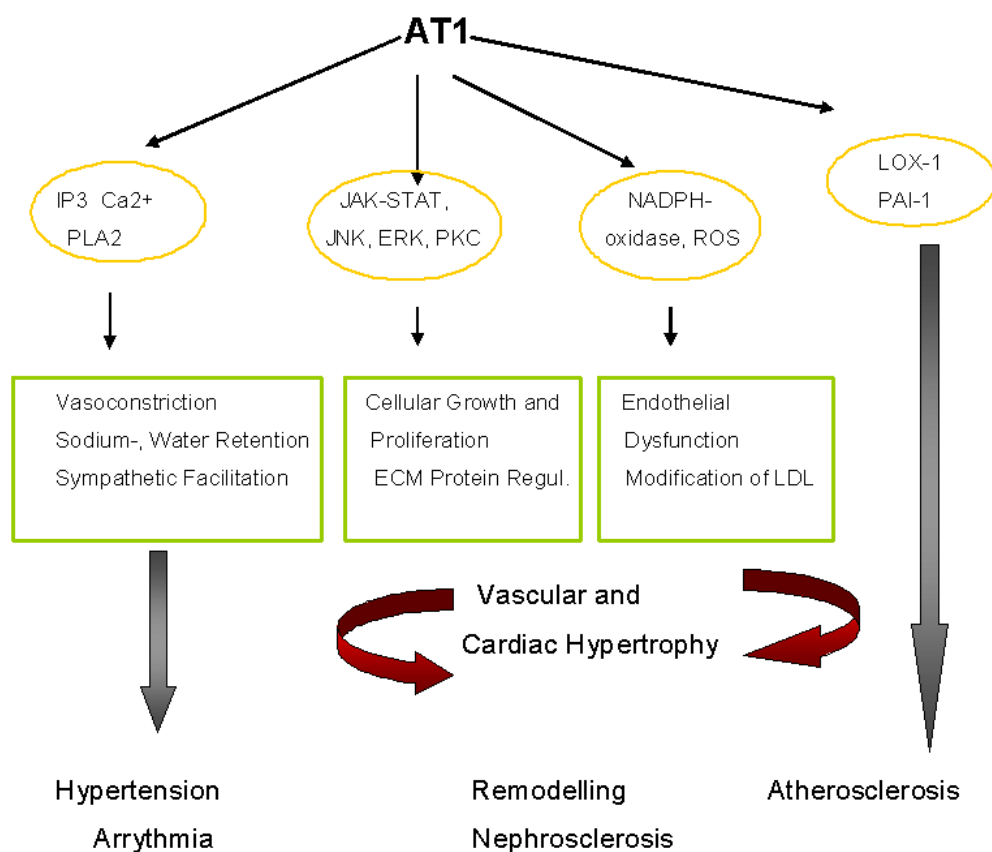 AT1
IP3 Ca2+
PLA2
JAK-STAT,
JNK, ERK, PKC
NADPH-
oxidase, ROS
LOX-1
PAI-1
Vasoconstriction
Sodium-, Water Retention
Sympathetic Facilitation
Cellular Growth and
Proliferation
ECM Protein Regul.
Endothelial
Dysfunction
Modification of LDL
Vascular and
Cardiac Hypertrophy
Hypertension
Arrythmia
Remodelling
Nephrosclerosis
Atherosclerosis